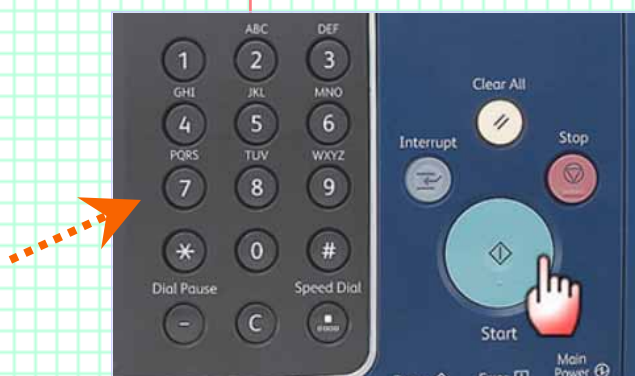 ABC DEF
1 2 3
GHI JKL MNO
4 5 6
PQRS TUV WXYZ
7 8 9
* 0 #
Dial Pause Speed Dial
- C
Clear All
Interrupt Stop
Start
Main
Power